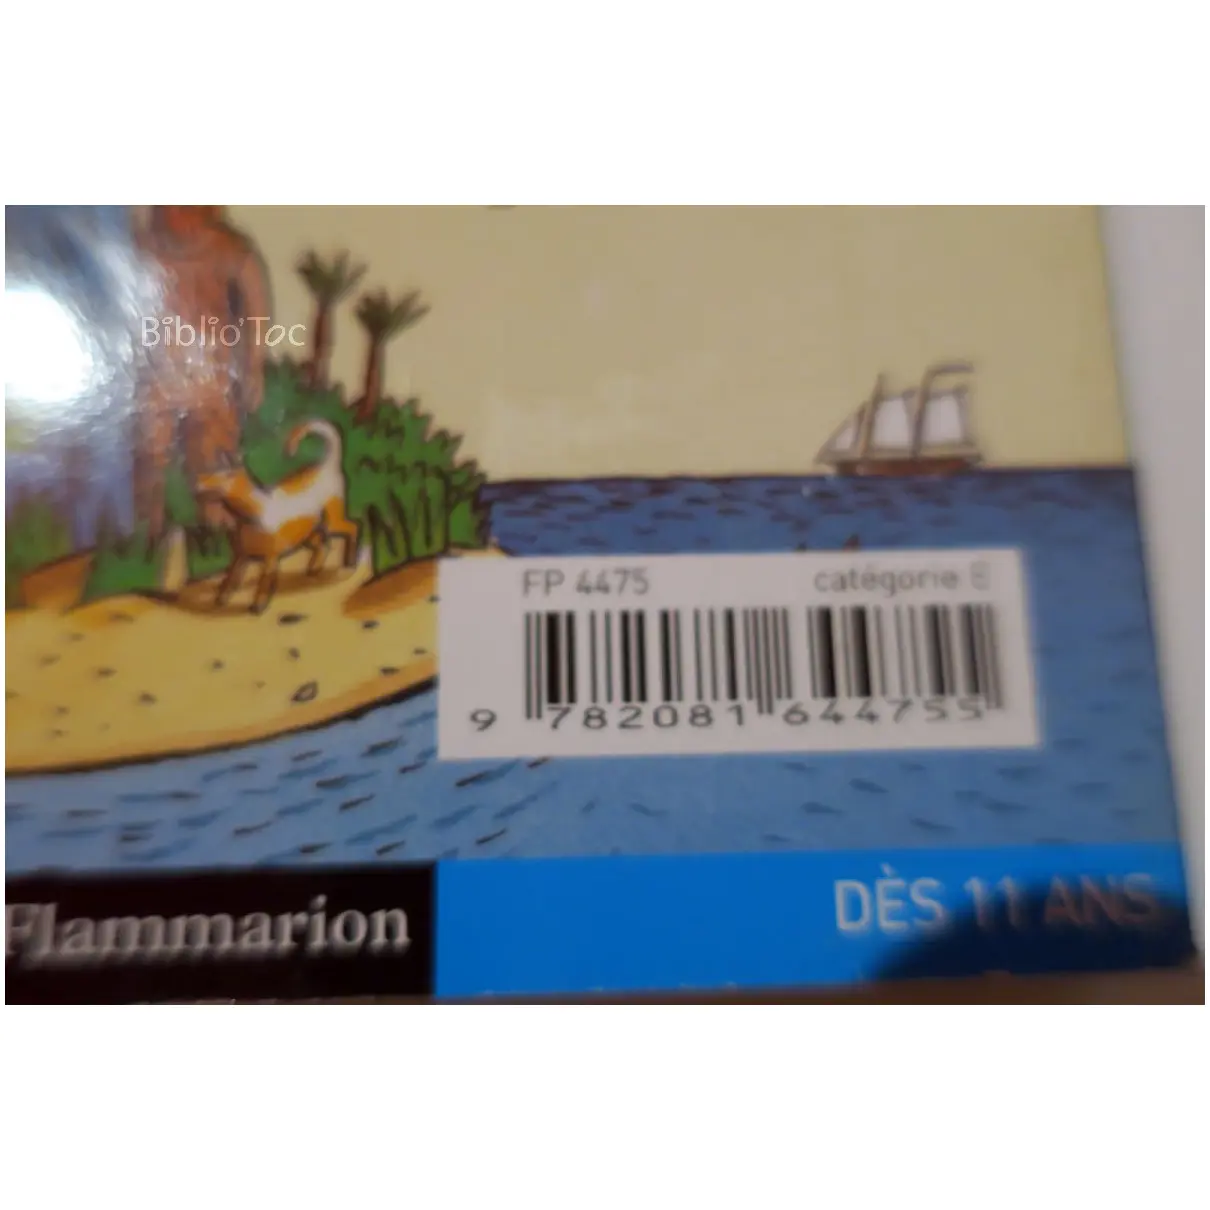 Biblio'Toc
FP 4475 catégorie B
9 782081 644755
Flammarion
DÈS 11 ANS